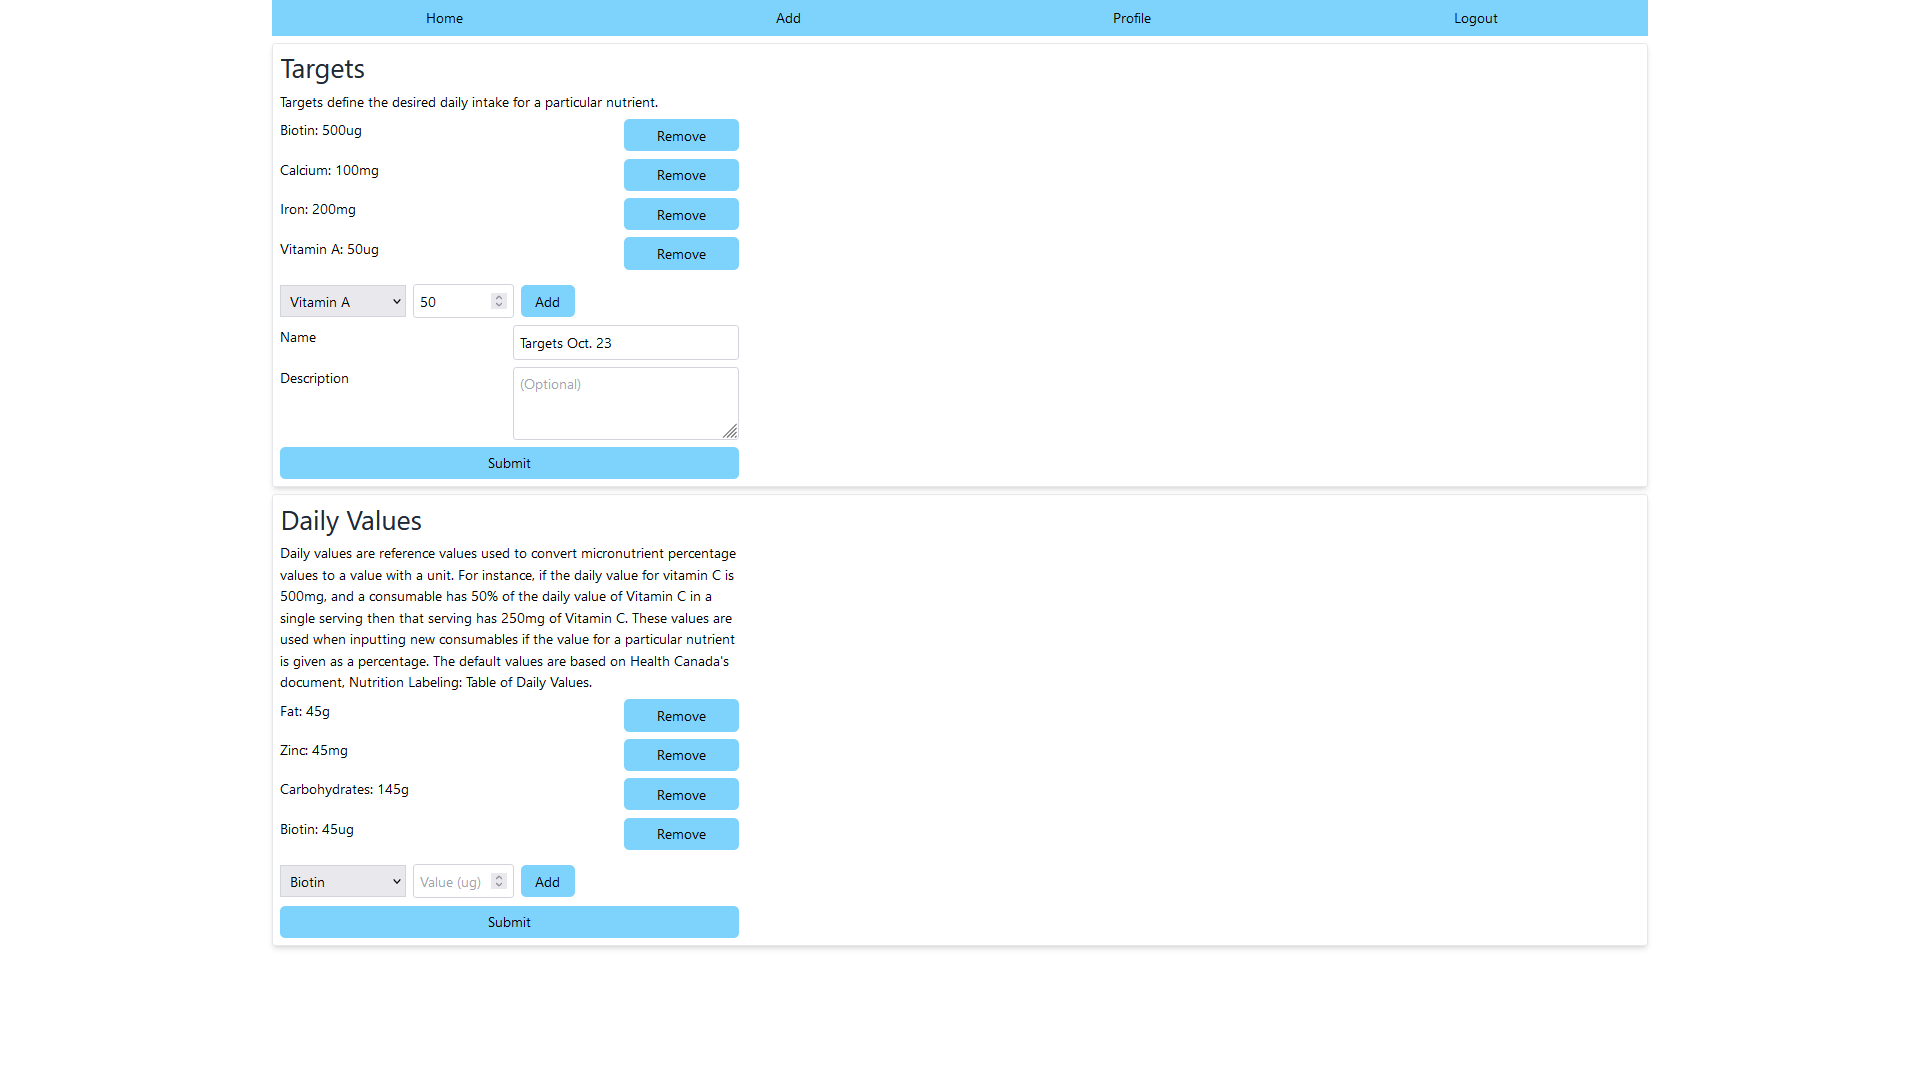 Home Add Profile Logout
Targets
Targets define the desired daily intake for a particular nutrient.
Biotin: 500ug Remove
Calcium: 100mg Remove
Iron: 200mg Remove
Vitamin A: 50ug Remove
Vitamin A 50 Add
Name Targets Oct. 23
Description (Optional)
Submit
Daily Values
Daily values are reference values used to convert micronutrient percentage
values to a value with a unit. For instance, if the daily value for vitamin C is
500mg, and a consumable has 50% of the daily value of Vitamin C in a
single serving then that serving has 250mg of Vitamin C. These values are
used when inputting new consumables if the value for a particular nutrient
is given as a percentage. The default values are based on Health Canada's
document, Nutrition Labeling: Table of Daily Values.
Fat: 45g Remove
Zinc: 45mg Remove
Carbohydrates: 145g Remove
Biotin: 45ug Remove
Biotin Value (ug) Add
Submit